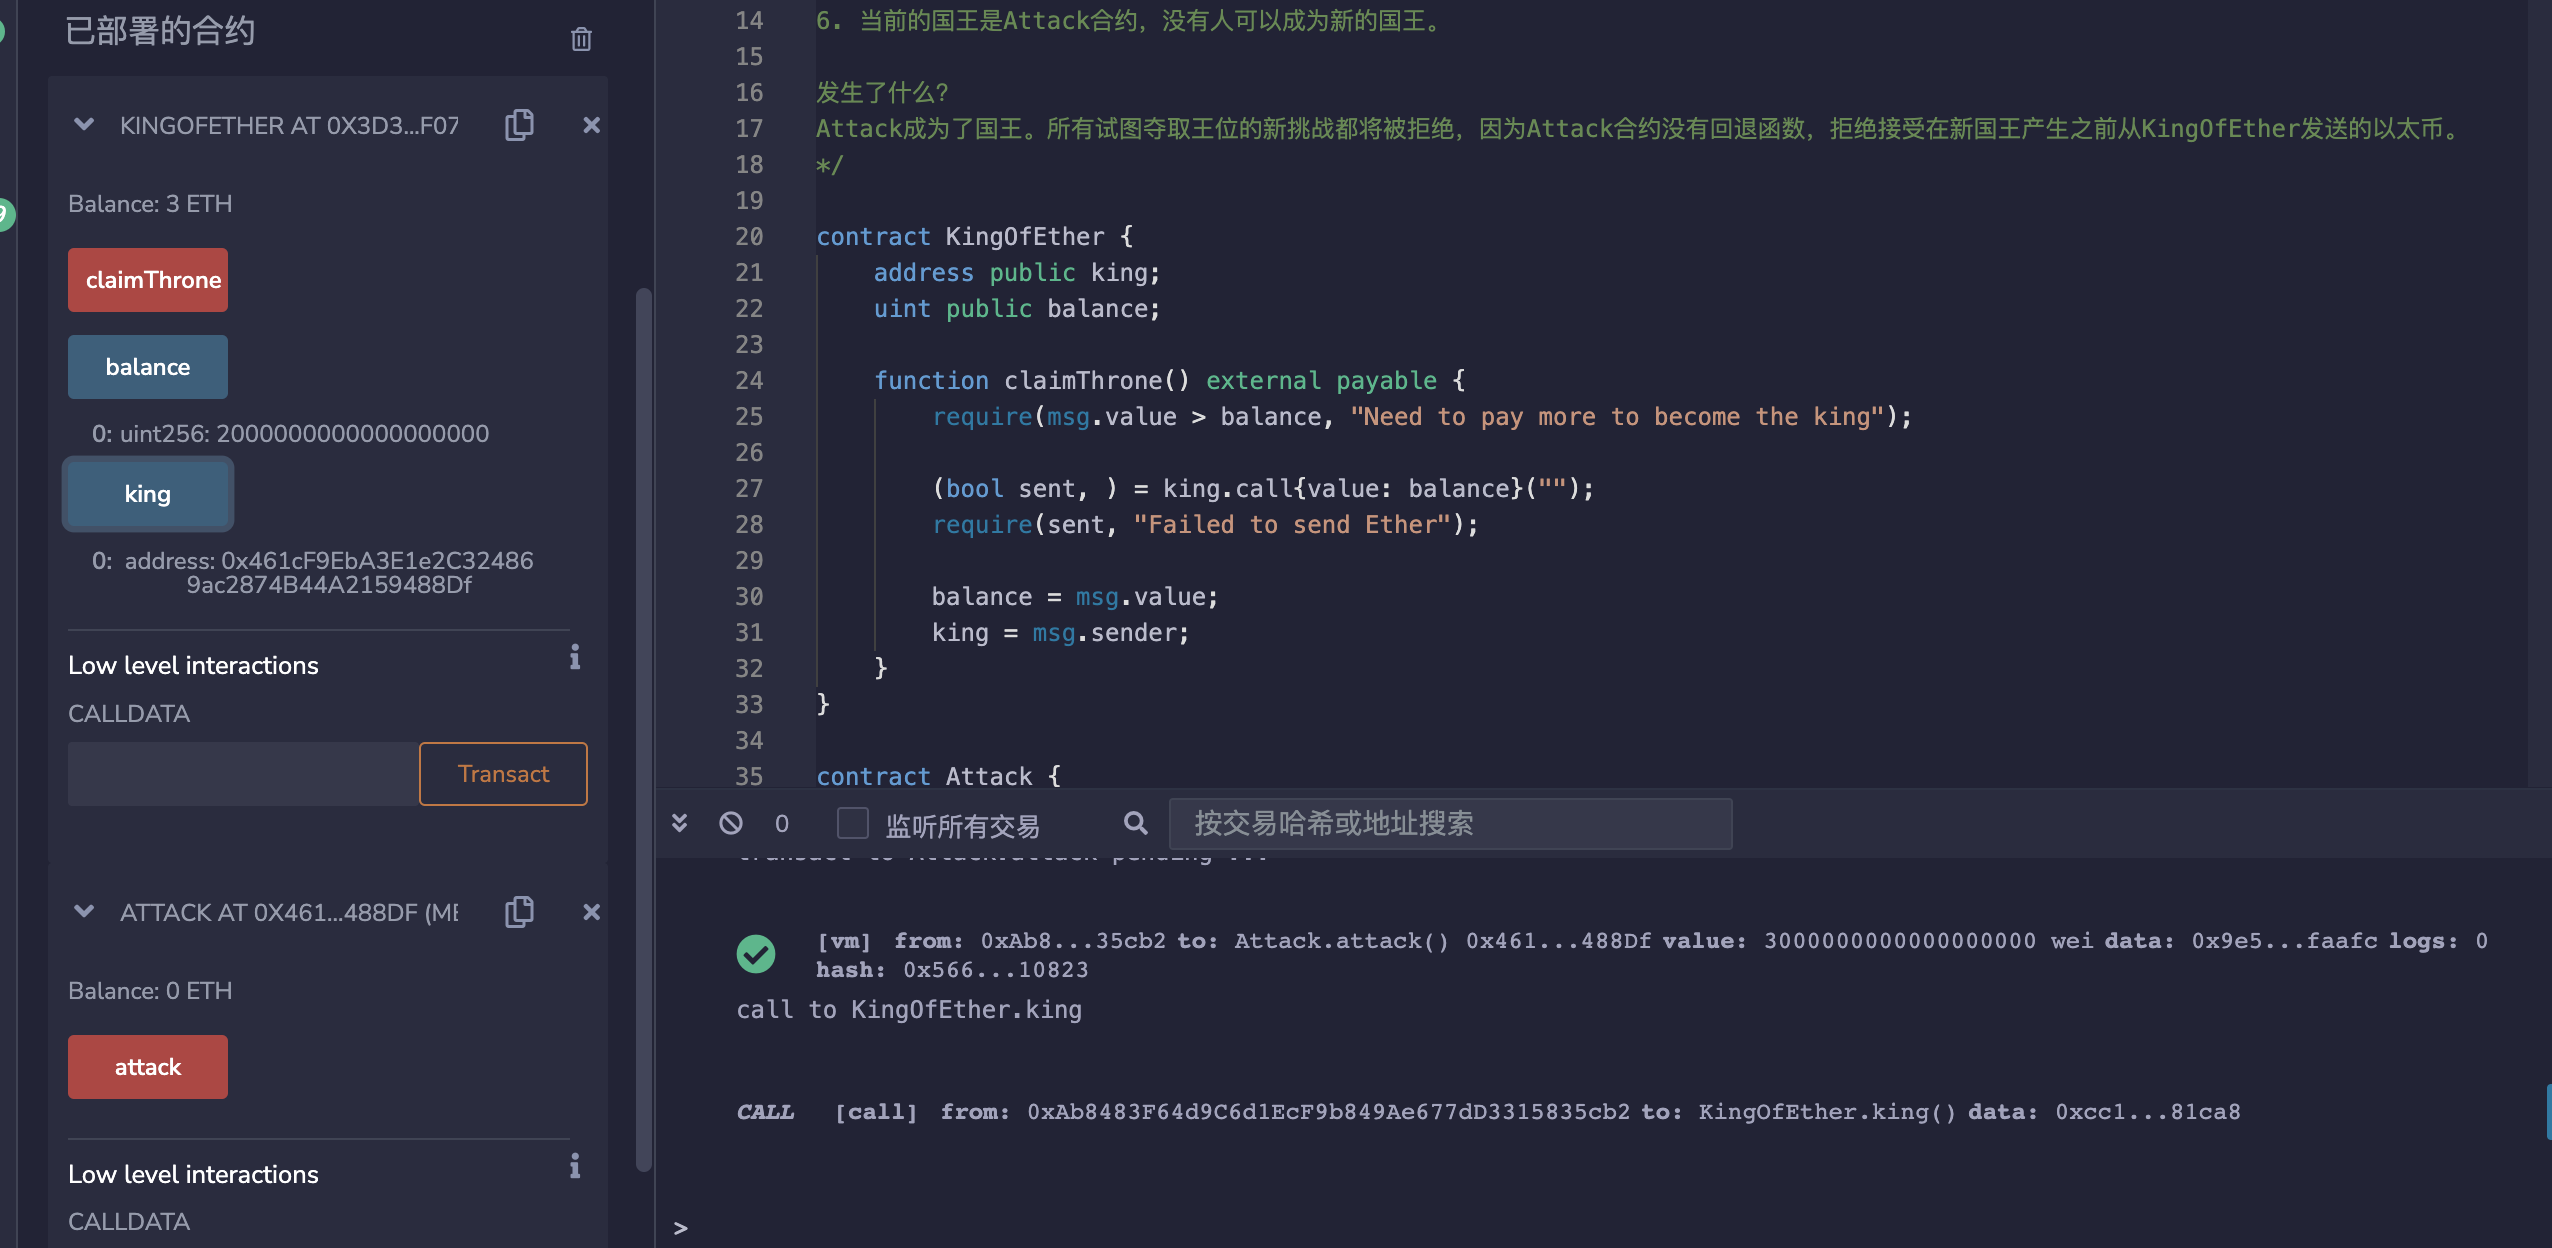 已部署的合约
KINGOFETHER AT 0X3D3...F07
Balance: 3 ETH
claimThrone
balance
0: uint256: 2000000000000000000
king
0: address: 0x461cF9EbA3E1e2C32486
9ac2874B44A2159488Df
Low level interactions
CALLDATA
Transact
ATTACK AT 0X461...488DF (ME
Balance: 0 ETH
attack
Low level interactions
CALLDATA
14 6. 当前的国王是Attack合约，没有人可以成为新的国王。
15
16 发生了什么?
17 Attack成为了国王。所有试图夺取王位的新挑战都将被拒绝，因为Attack合约没有回退函数，拒绝接受在新国王产生之前从KingOfEther发送的以太币。
18 */
19
20 contract KingOfEther {
21 address public king;
22 uint public balance;
23
24 function claimThrone() external payable {
25 require(msg.value > balance, "Need to pay more to become the king");
26
27 (bool sent, ) = king.call{value: balance}("");
28 require(sent, "Failed to send Ether");
29
30 balance = msg.value;
31 king = msg.sender;
32 }
33 }
34
35 contract Attack {
0 监听所有交易 按交易哈希或地址搜索
transact to Attack.attack pending ...
[vm] from: 0xAb8...35cb2 to: Attack.attack() 0x461...488Df value: 3000000000000000000 wei data: 0x9e5...faafc logs: 0
hash: 0x566...10823
call to KingOfEther.king
CALL [call] from: 0xAb8483F64d9C6d1EcF9b849Ae677dD3315835cb2 to: KingOfEther.king() data: 0xcc1...81ca8
>